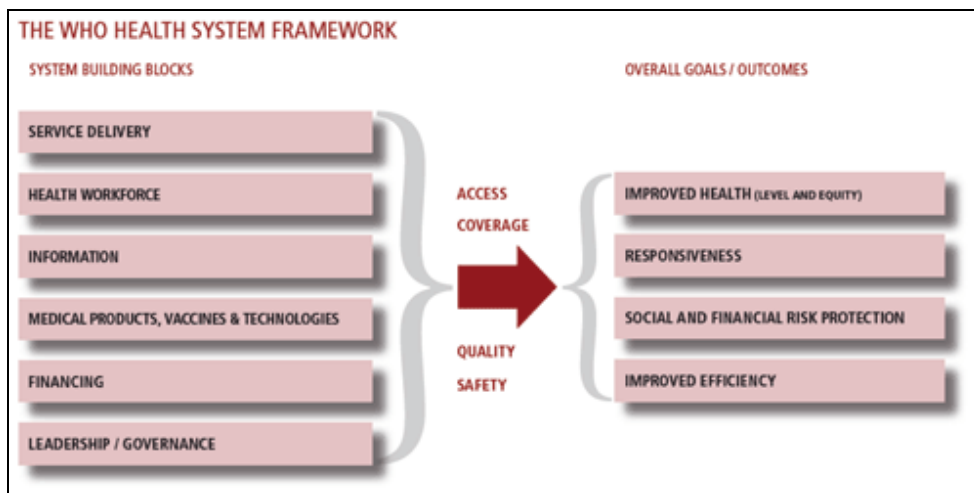 THE WHO HEALTH SYSTEM FRAMEWORK
SYSTEM BUILDING BLOCKS
OVERALL GOALS / OUTCOMES
SERVICE DELIVERY
HEALTH WORKFORCE
INFORMATION
MEDICAL PRODUCTS, VACCINES & TECHNOLOGIES
FINANCING
LEADERSHIP / GOVERNANCE
ACCESS
COVERAGE
QUALITY
SAFETY
IMPROVED HEALTH (LEVEL AND EQUITY)
RESPONSIVENESS
SOCIAL AND FINANCIAL RISK PROTECTION
IMPROVED EFFICIENCY